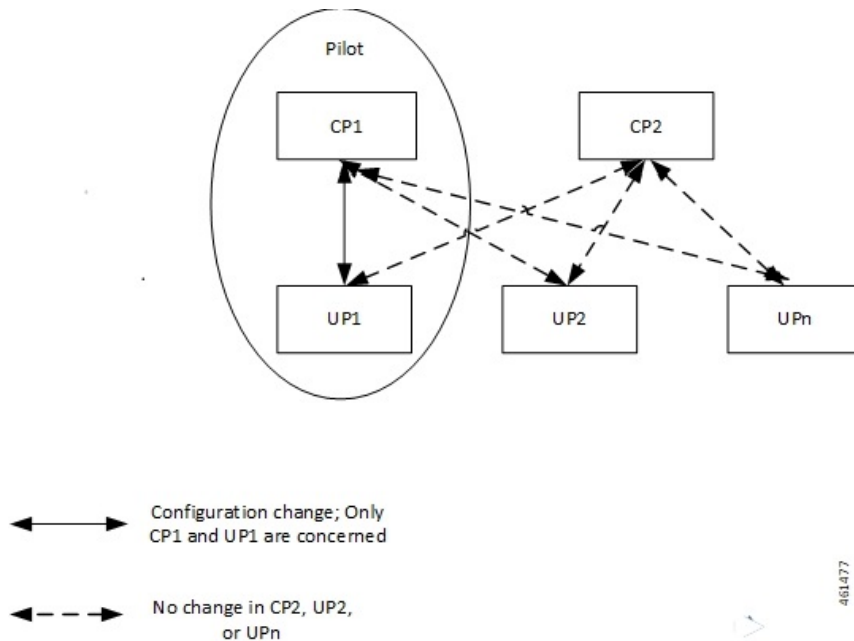 Pilot
CP1
CP2
UP1
UP2
UPn
Configuration change; Only
CP1 and UP1 are concerned
No change in CP2, UP2,
or UPn
461477